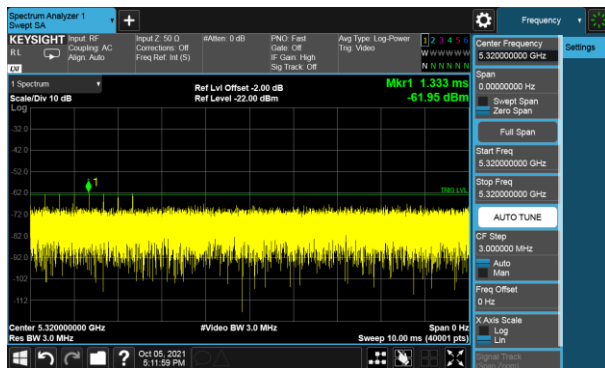 Spectrum Analyzer 1
Swept SA
Frequency
KEYSIGHT
RL
Input: RF
Coupling: AC
Align: Auto
Input Z: 50 Ω
Corrections: Off
Freq Ref: Int (S)
#Atten: 0 dB
PNO: Fast
Gate: Off
IF Gain: High
Sig Track: Off
Avg Type: Log-Power
Trig: Video
1 2 3 4 5 6
W W W W W W
N N N N N N
LNI
1 Spectrum
Scale/Div 10 dB
Log
Ref Lvl Offset -2.00 dB
Ref Level -22.00 dBm
Mkr1 1.333 ms
-61.95 dBm
-32.0
-42.0
-52.0
-62.0
-72.0
-82.0
-92.0
-102
-112
1
TRIG LVL
Center 5.320000000 GHz
Res BW 3.0 MHz
#Video BW 3.0 MHz
Span 0 Hz
Sweep 10.00 ms (40001 pts)
Oct 05, 2021
5:11:59 PM
Center Frequency
5.320000000 GHz
Settings
Span
0.00000000 Hz
Swept Span
Zero Span
Full Span
Start Freq
5.320000000 GHz
Stop Freq
5.320000000 GHz
AUTO TUNE
CF Step
3.000000 MHz
Auto
Man
Freq Offset
0 Hz
X Axis Scale
Log
Lin
Signal Track
(Span Zoom)